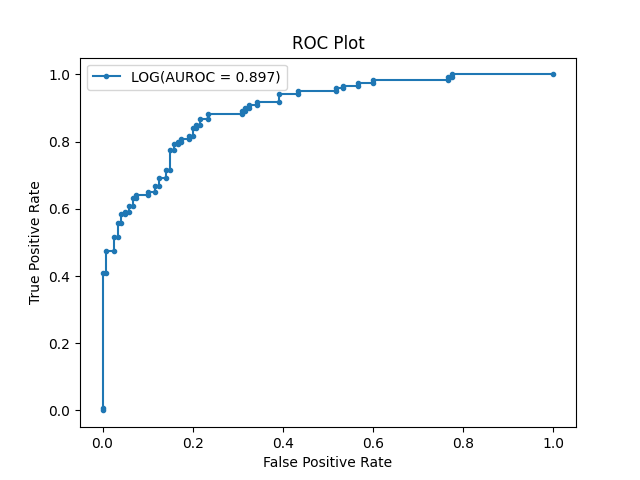 ROC Plot
LOG(AUROC = 0.897)
True Positive Rate
1.0
0.8
0.6
0.4
0.2
0.0
0.0 0.2 0.4 0.6 0.8 1.0
False Positive Rate